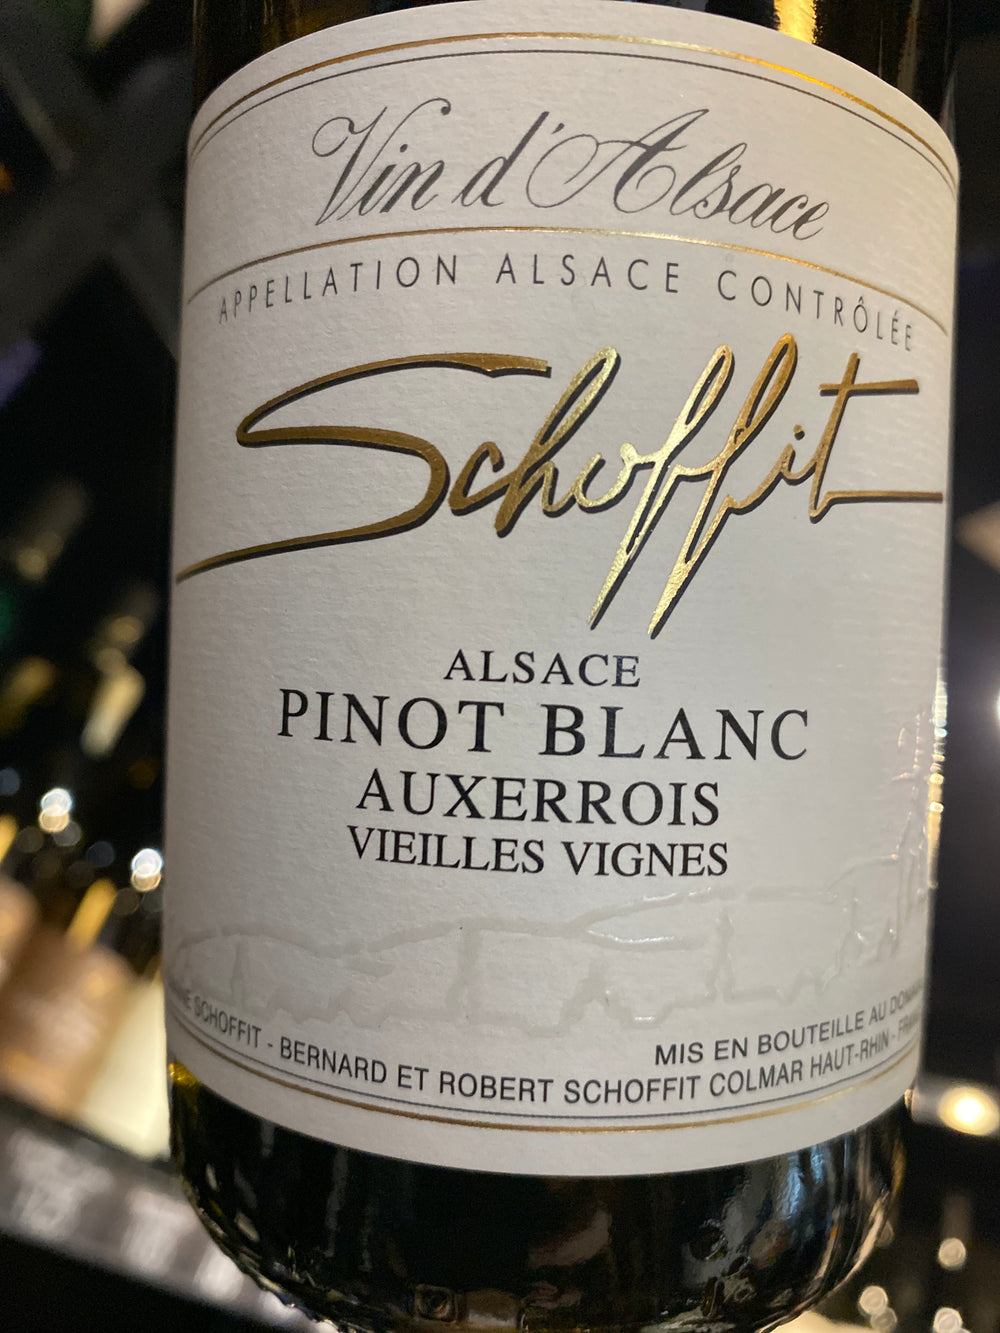 Vin d'Alsace
APPELLATION ALSACE CONTRÔLÉE
Schoffit
ALSACE
PINOT BLANC
AUXERROIS
VIEILLES VIGNES
MIS EN BOUTEILLE AU
SCHOFFIT - BERNARD ET ROBERT SCHOFFIT COLMAR HAUT-RHIN -